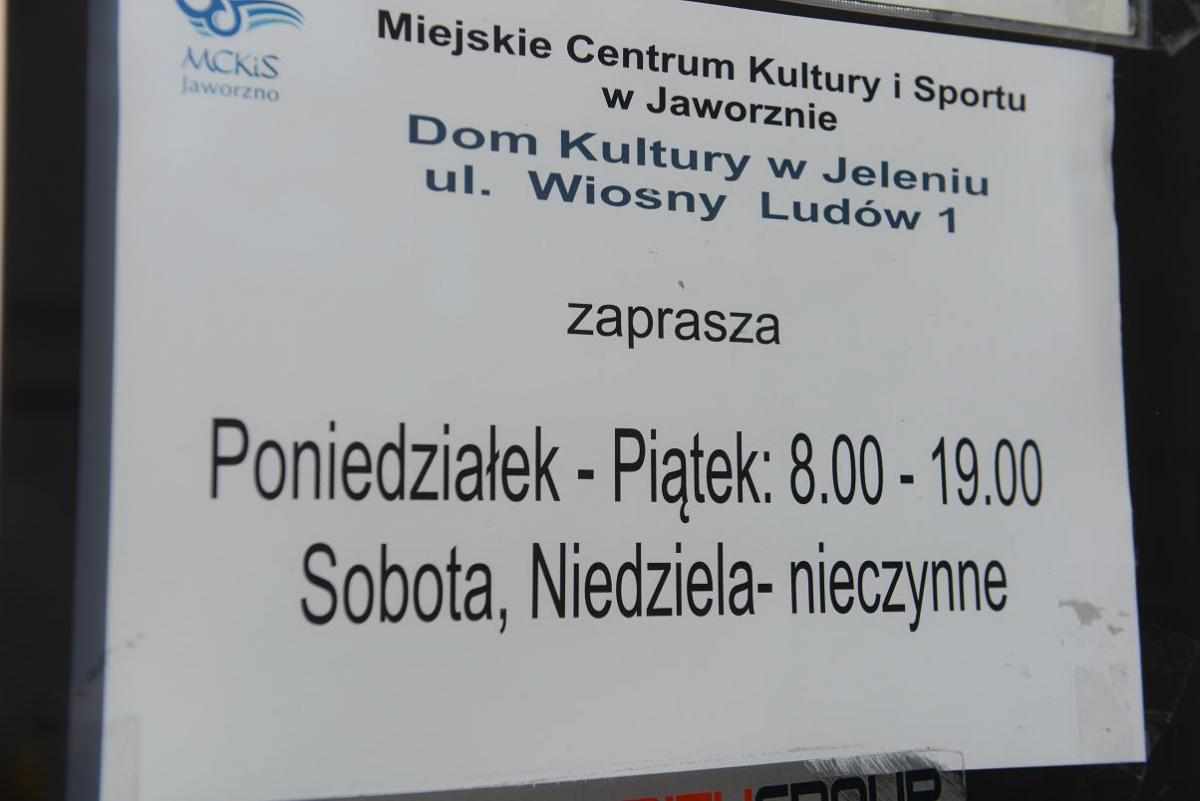 MCKiS
Jaworzno
Miejskie Centrum Kultury i Sportu
w Jaworznie
Dom Kultury w Jeleniu
ul. Wiosny Ludów 1
zaprasza
Poniedziałek - Piątek: 8.00 - 19.00
Sobota, Niedziela- nieczynne